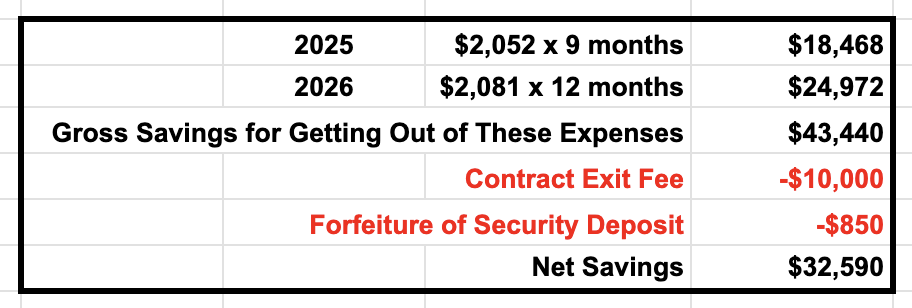 2025 $2,052 x 9 months $18,468
2026 $2,081 x 12 months $24,972
Gross Savings for Getting Out of These Expenses $43,440
Contract Exit Fee -$10,000
Forfeiture of Security Deposit -$850
Net Savings $32,590